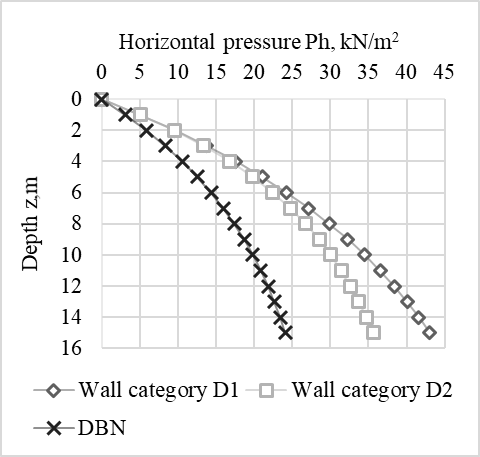 Horizontal pressure Ph, kN/m²
0 5 10 15 20 25 30 35 40 45
0
2
4
6
8
10
12
14
16
Depth z,m
Wall category D1 Wall category D2
DBN